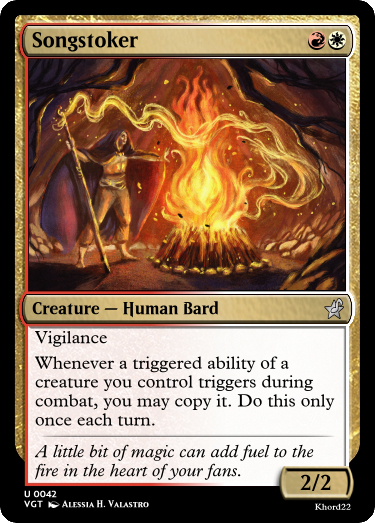 Songstoker
Creature — Human Bard
Vigilance
Whenever a triggered ability of a
creature you control triggers during
combat, you may copy it. Do this only
once each turn.
A little bit of magic can add fuel to the
fire in the heart of your fans.
2/2
U 0042
VGT Alessia H. Valastro
Khord22